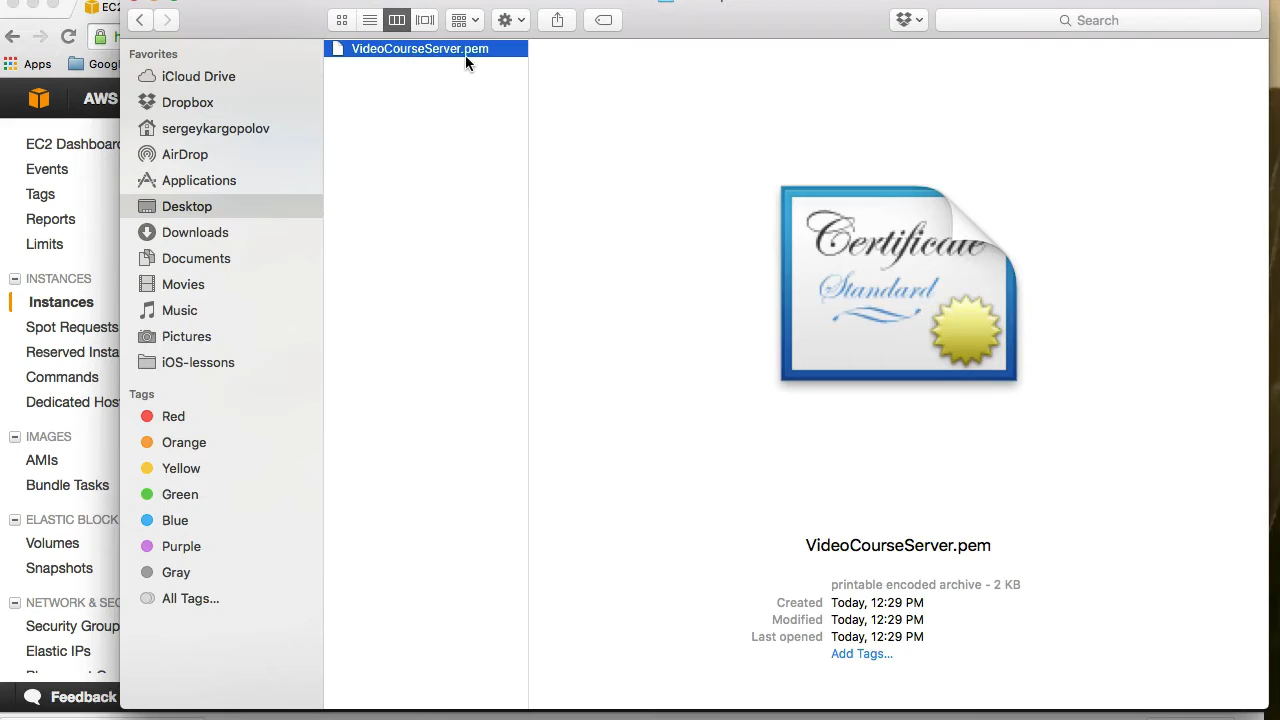 EC2
Apps
Googl
AWS
EC2 Dashboard
Events
Tags
Reports
Limits
INSTANCES
Instances
Spot Requests
Reserved Insta
Commands
Dedicated Hos
IMAGES
AMIs
Bundle Tasks
ELASTIC BLOCK
Volumes
Snapshots
NETWORK & SEC
Security Group
Elastic IPs
Feedback
Search
Favorites
iCloud Drive
Dropbox
sergeykargopolov
AirDrop
Applications
Desktop
Downloads
Documents
Movies
Music
Pictures
iOS-lessons
Tags
Red
Orange
Yellow
Green
Blue
Purple
Gray
All Tags...
VideoCourseServer.pem
Certificate
Standard
VideoCourseServer.pem
printable encoded archive - 2 KB
Created Today, 12:29 PM
Modified Today, 12:29 PM
Last opened Today, 12:29 PM
Add Tags...